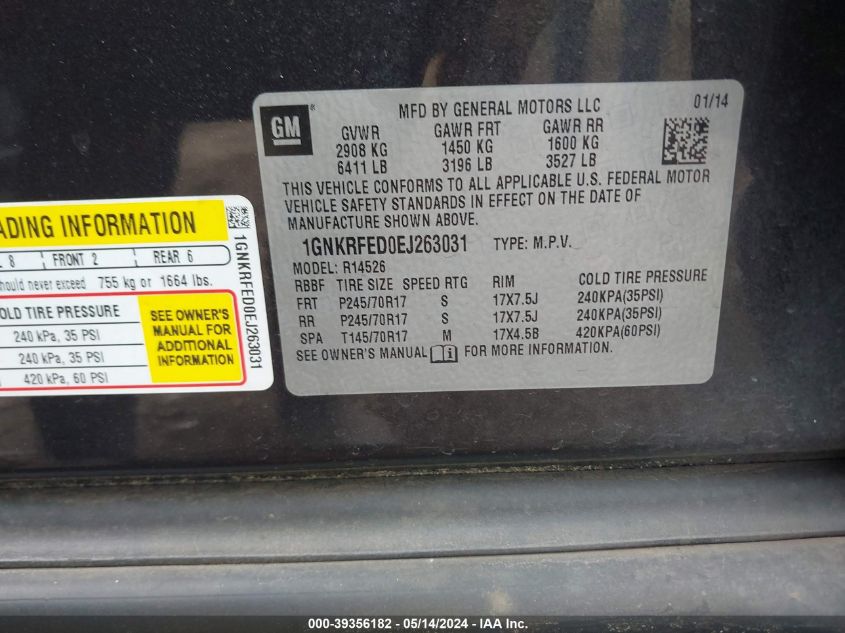 MFD BY GENERAL MOTORS LLC 01/14
GM ®
GVWR GAWR FRT GAWR RR
2908 KG 1450 KG 1600 KG
6411 LB 3196 LB 3527 LB
THIS VEHICLE CONFORMS TO ALL APPLICABLE U.S. FEDERAL MOTOR
VEHICLE SAFETY STANDARDS IN EFFECT ON THE DATE OF
MANUFACTURE SHOWN ABOVE.
1GNKRFED0EJ263031 TYPE: M.P.V.
MODEL: R14526
RBBF TIRE SIZE SPEED RTG RIM COLD TIRE PRESSURE
FRT P245/70R17 S 17X7.5J 240KPA(35PSI)
RR P245/70R17 S 17X7.5J 240KPA(35PSI)
SPA T145/70R17 M 17X4.5B 420KPA(60PSI)
SEE OWNER'S MANUAL i FOR MORE INFORMATION.
ADING INFORMATION
L 8 FRONT 2 REAR 6
should never exceed 755 kg or 1664 lbs.
OLD TIRE PRESSURE
240 kPa, 35 PSI
240 kPa, 35 PSI
420 kPa, 60 PSI
SEE OWNER'S
MANUAL FOR
ADDITIONAL
INFORMATION
1GNKRFED0EJ263031
000-39356182 - 05/14/2024 - Copyright © 2024 IAA, Inc. All Rights Reserved.